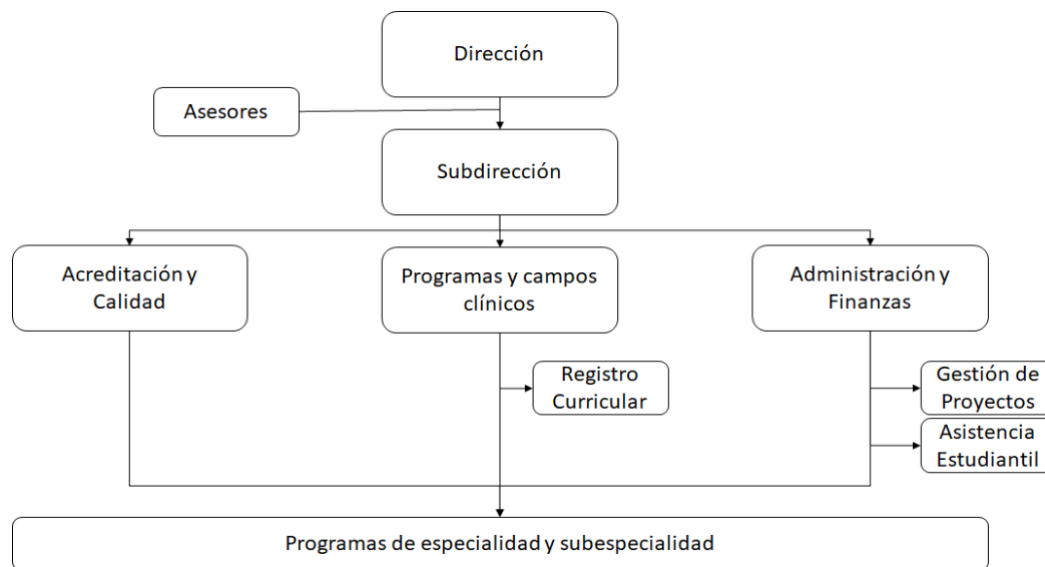 Dirección
Asesores
Subdirección
Acreditación y
Calidad
Programas y campos
clínicos
Administración y
Finanzas
Registro
Curricular
Gestión de
Proyectos
Asistencia
Estudiantil
Programas de especialidad y subespecialidad